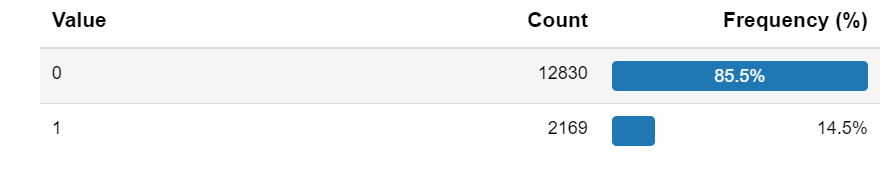 Value Count Frequency (%)
0 12830 85.5%
1 2169 14.5%